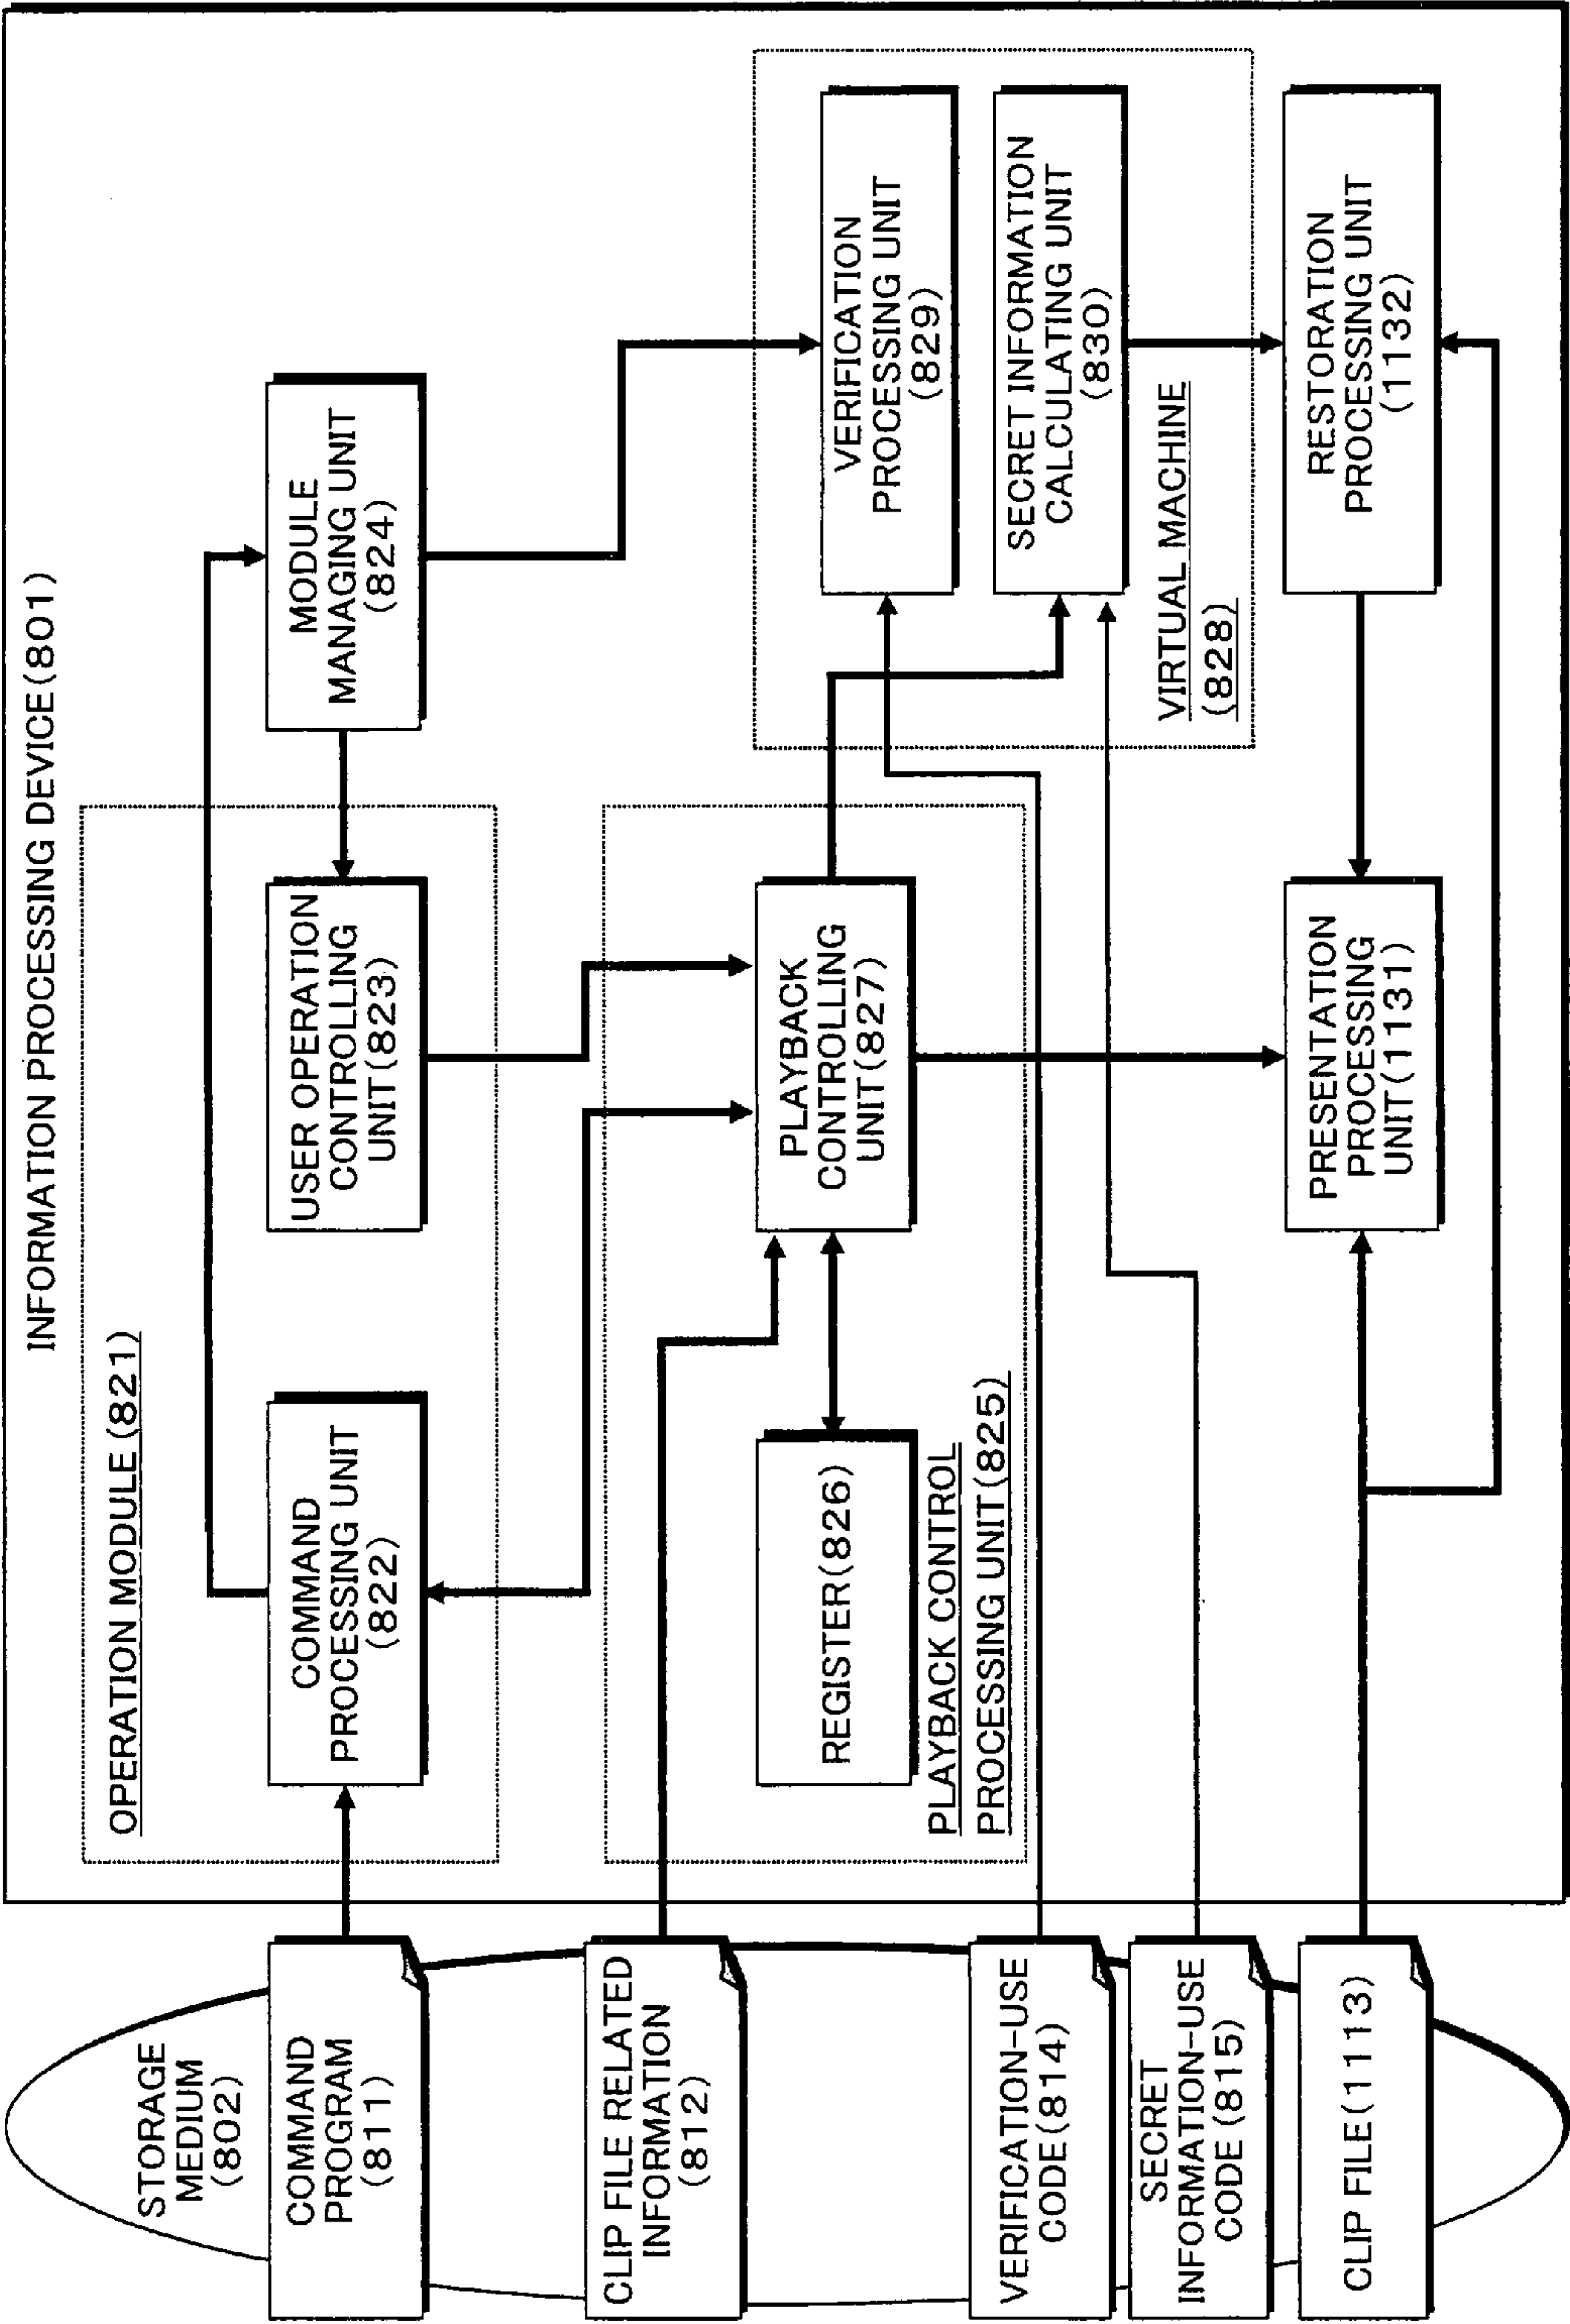 INFORMATION PROCESSING DEVICE(801)
STORAGE
MEDIUM
(802)
COMMAND
PROGRAM
(811)
CLIP FILE RELATED
INFORMATION
(812)
VERIFICATION-USE
CODE(814)
SECRET
INFORMATION-USE
CODE(815)
CLIP FILE(1113)
OPERATION MODULE(821)
COMMAND
PROCESSING UNIT
(822)
USER OPERATION
CONTROLLING
UNIT(823)
MODULE
MANAGING UNIT
(824)
REGISTER(826)
PLAYBACK CONTROL
PROCESSING UNIT(825)
PLAYBACK
CONTROLLING
UNIT(827)
VERIFICATION
PROCESSING UNIT
(829)
SECRET INFORMATION
CALCULATING UNIT
(830)
VIRTUAL MACHINE
(828)
PRESENTATION
PROCESSING
UNIT(1131)
RESTORATION
PROCESSING UNIT
(1132)